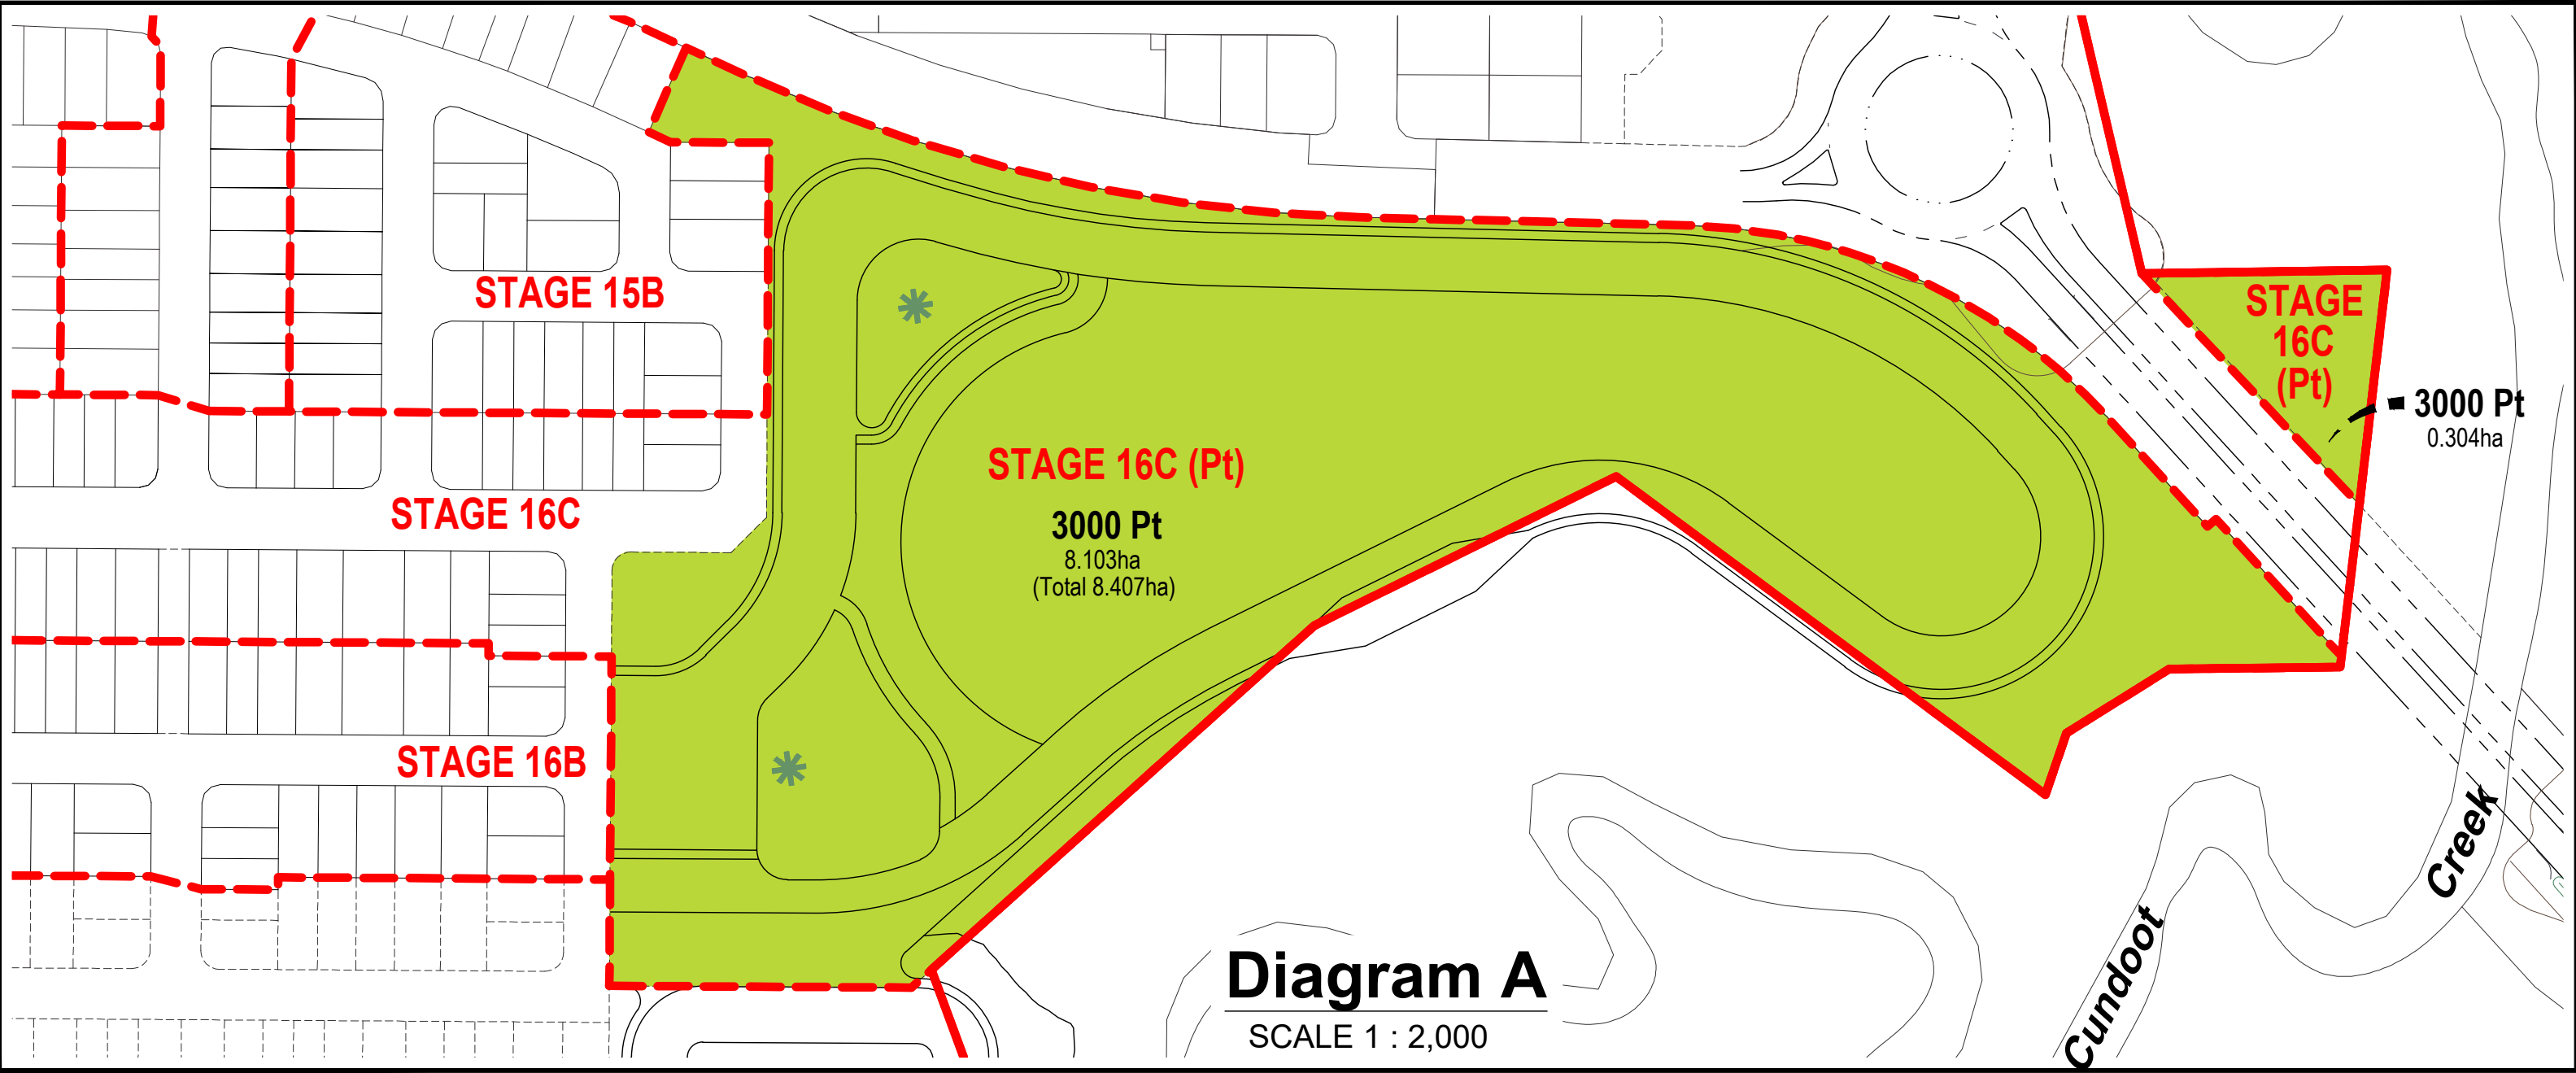 STAGE 15B
STAGE
16C
(Pt)
3000 Pt
0.304ha
STAGE 16C (Pt)
3000 Pt
8.103ha
(Total 8.407ha)
STAGE 16C
STAGE 16B
Diagram A
SCALE 1 : 2,000
Cundoot
Creek